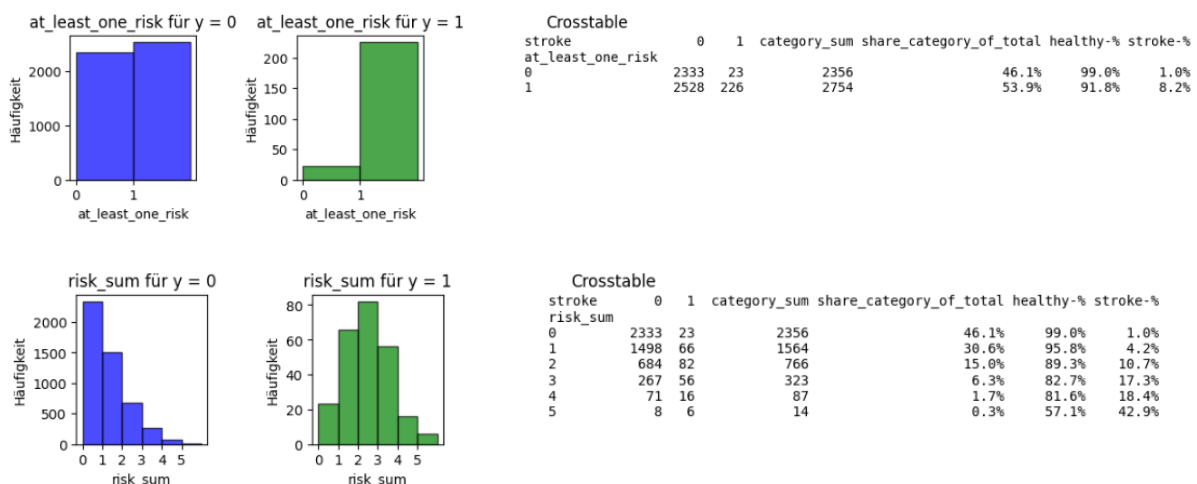 at_least_one_risk für y = 0
Häufigkeit
2000
1000
0
0 1
at_least_one_risk
at_least_one_risk für y = 1
Häufigkeit
200
150
100
50
0
0 1
at_least_one_risk
Crosstable
stroke 0 1 category_sum share_category_of_total healthy-% stroke-%
at_least_one_risk
0 2333 23 2356 46.1% 99.0% 1.0%
1 2528 226 2754 53.9% 91.8% 8.2%
risk_sum für y = 0
Häufigkeit
2000
1500
1000
500
0
0 1 2 3 4 5
risk_sum
risk_sum für y = 1
Häufigkeit
80
60
40
20
0
0 1 2 3 4 5
risk_sum
Crosstable
stroke 0 1 category_sum share_category_of_total healthy-% stroke-%
risk_sum
0 2333 23 2356 46.1% 99.0% 1.0%
1 1498 66 1564 30.6% 95.8% 4.2%
2 684 82 766 15.0% 89.3% 10.7%
3 267 56 323 6.3% 82.7% 17.3%
4 71 16 87 1.7% 81.6% 18.4%
5 8 6 14 0.3% 57.1% 42.9%